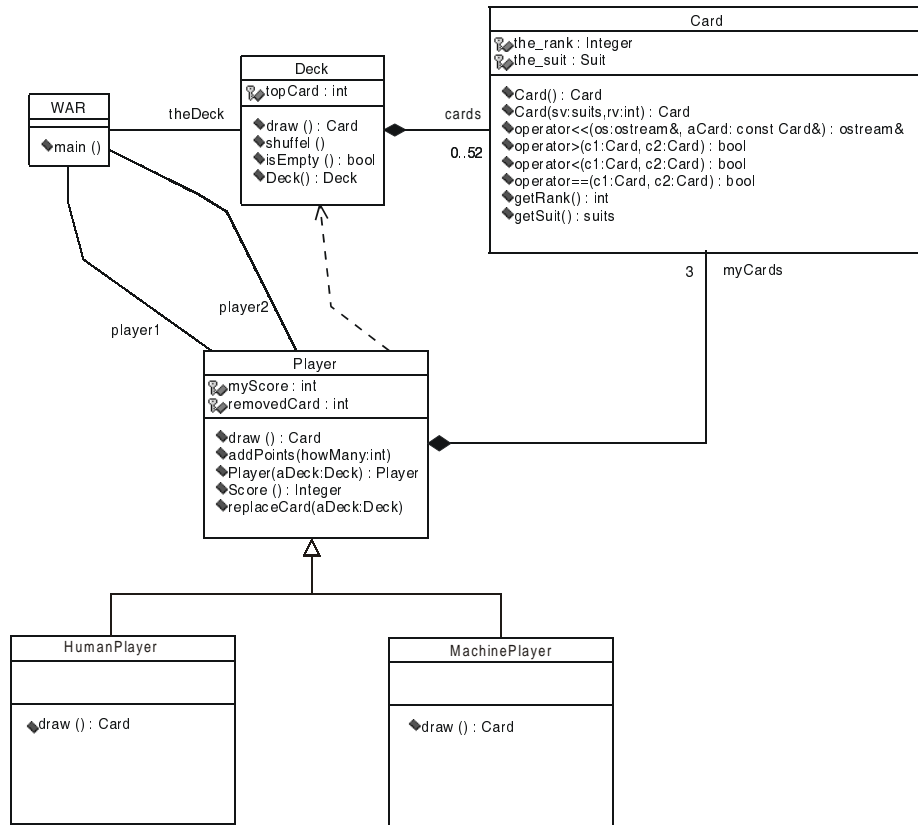 WAR
main ()
theDeck
Deck
topCard : int
draw () : Card
shuffel ()
isEmpty () : bool
Deck() : Deck
cards
0..52
Card
the_rank : Integer
the_suit : Suit
Card() : Card
Card(sv:suits,rv:int) : Card
operator<<(os:ostream&, aCard: const Card&) : ostream&
operator>(c1:Card, c2:Card) : bool
operator<(c1:Card, c2:Card) : bool
operator==(c1:Card, c2:Card) : bool
getRank() : int
getSuit() : suits
3
myCards
player1
player2
Player
myScore : int
removedCard : int
draw () : Card
addPoints(howMany:int)
Player(aDeck:Deck) : Player
Score () : Integer
replaceCard(aDeck:Deck)
HumanPlayer
draw () : Card
MachinePlayer
draw () : Card